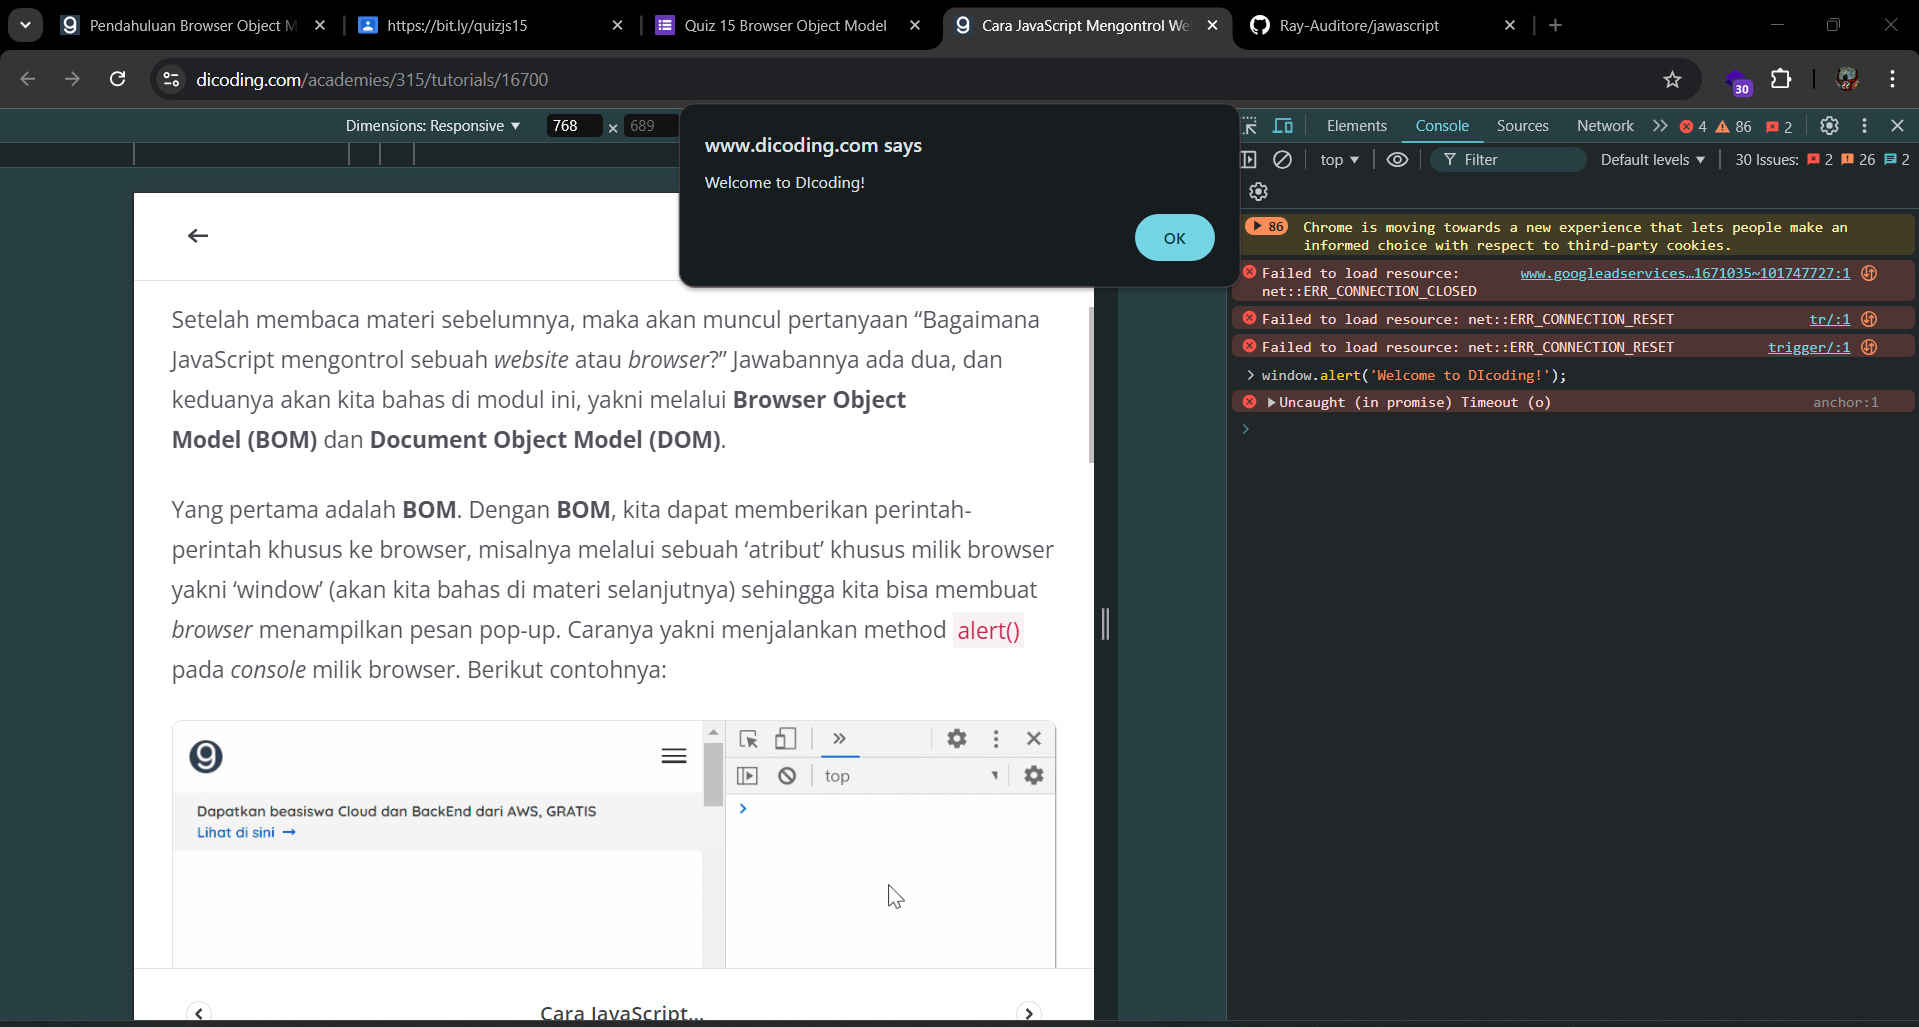 Pendahuluan Browser Object M
https://bit.ly/quizjs15
Quiz 15 Browser Object Model
Cara JavaScript Mengontrol We
Ray-Auditore/jawascript
dicoding.com/academies/315/tutorials/16700
30
Dimensions: Responsive
768 × 689
Elements Console Sources Network 4 86 2
top Filter Default levels 30 Issues: 2 26 2
www.dicoding.com says
Welcome to DIcoding!
OK
86 Chrome is moving towards a new experience that lets people make an
informed choice with respect to third-party cookies.
Failed to load resource: www.googleadservices…1671035~101747727:1
net::ERR_CONNECTION_CLOSED
Failed to load resource: net::ERR_CONNECTION_RESET tr/:1
Failed to load resource: net::ERR_CONNECTION_RESET trigger/:1
window.alert('Welcome to DIcoding!');
Uncaught (in promise) Timeout (o) anchor:1
Setelah membaca materi sebelumnya, maka akan muncul pertanyaan “Bagaimana
JavaScript mengontrol sebuah website atau browser?” Jawabannya ada dua, dan
keduanya akan kita bahas di modul ini, yakni melalui Browser Object
Model (BOM) dan Document Object Model (DOM).
Yang pertama adalah BOM. Dengan BOM, kita dapat memberikan perintah-
perintah khusus ke browser, misalnya melalui sebuah ‘atribut’ khusus milik browser
yakni ‘window’ (akan kita bahas di materi selanjutnya) sehingga kita bisa membuat
browser menampilkan pesan pop-up. Caranya yakni menjalankan method alert()
pada console milik browser. Berikut contohnya:
top
Dapatkan beasiswa Cloud dan BackEnd dari AWS, GRATIS
Lihat di sini →
Cara JavaScript...